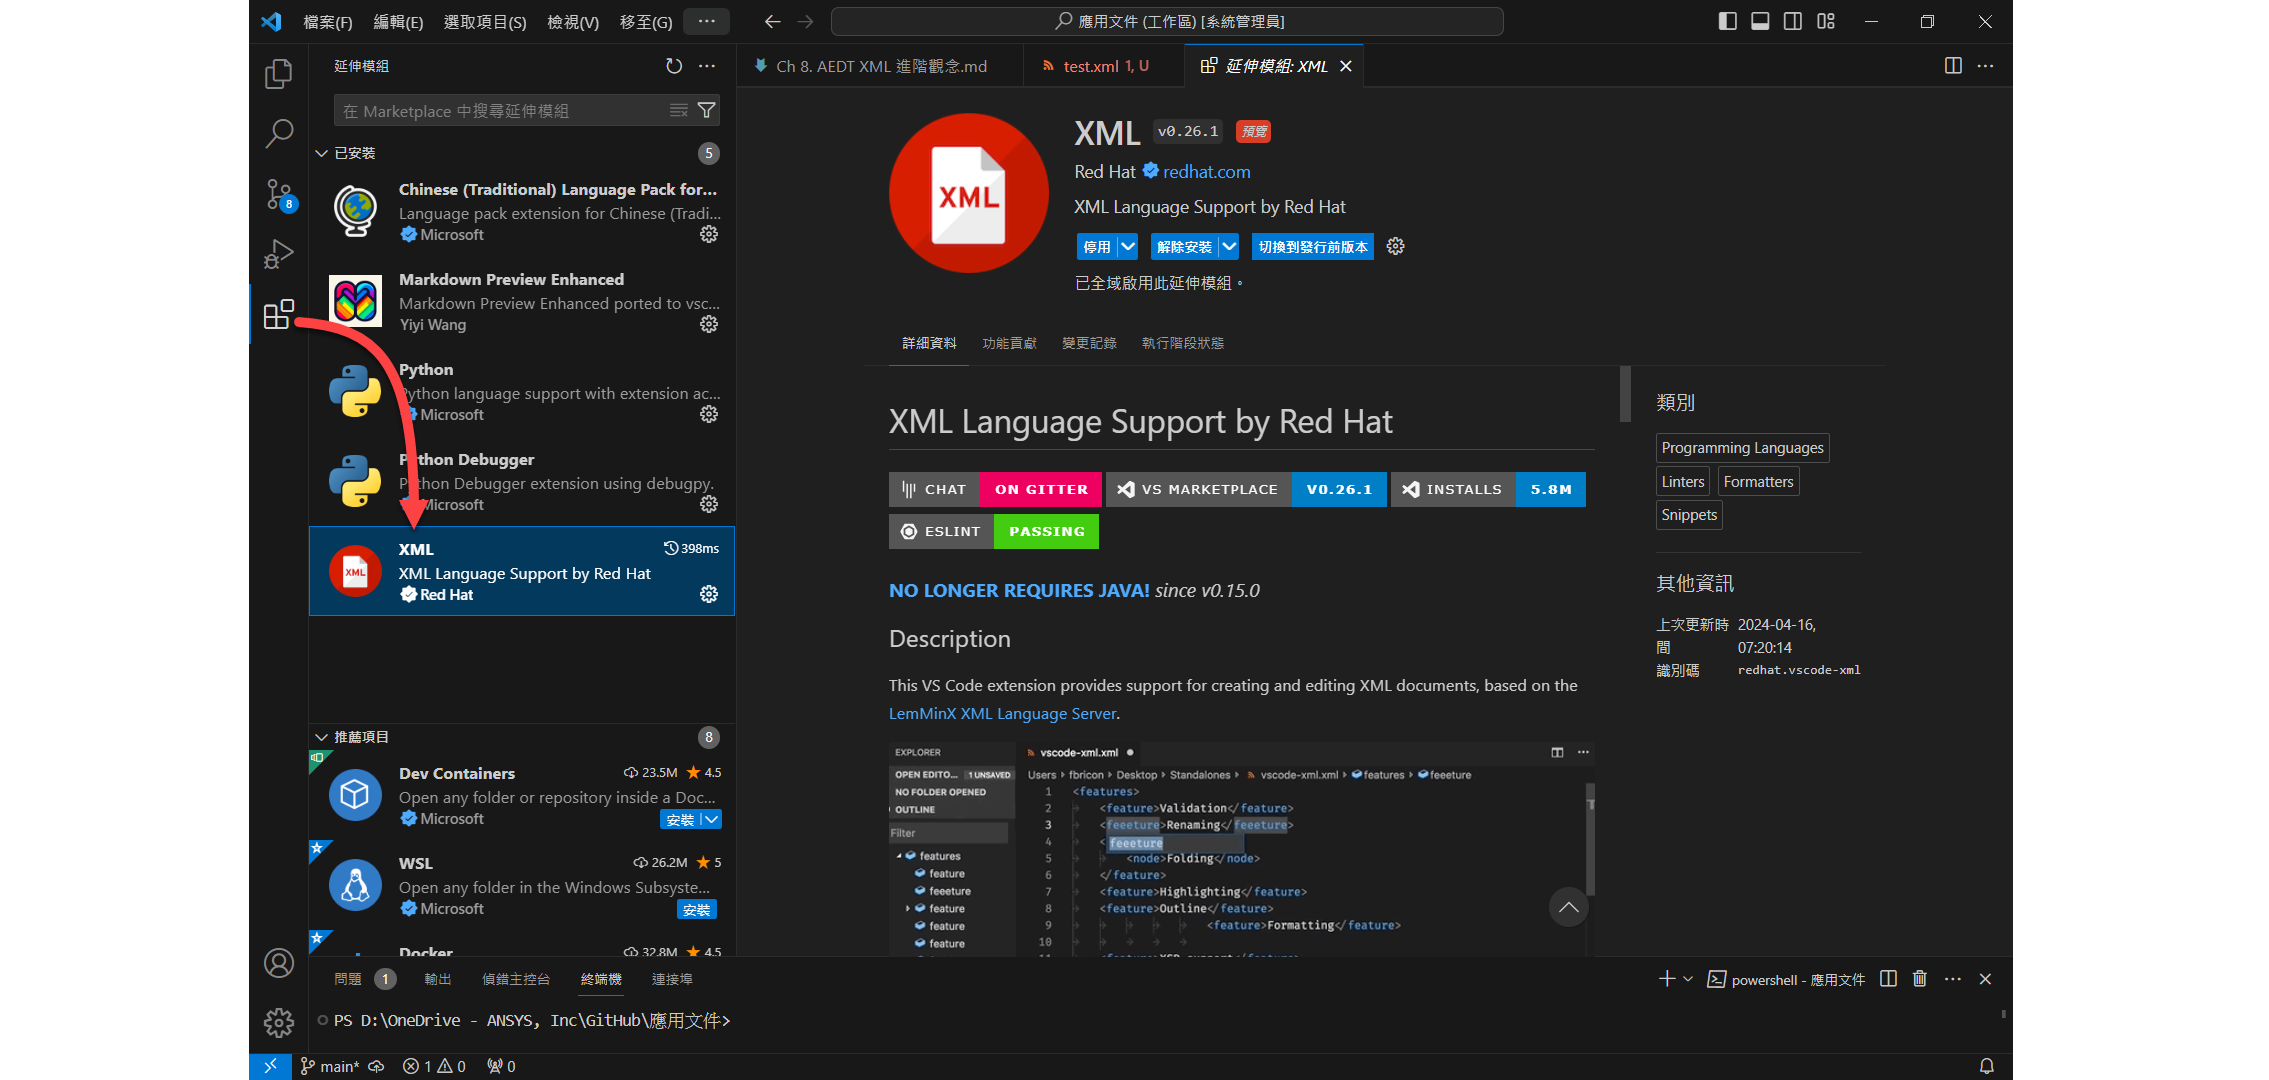 檔案(F) 編輯(E) 選取項目(S) 檢視(V) 移至(G) ···
應用文件 (工作區) [系統管理員]
延伸模組
在 Marketplace 中搜尋延伸模組
已安裝 5
Chinese (Traditional) Language Pack for...
Language pack extension for Chinese (Tradi...
Microsoft
Markdown Preview Enhanced
Markdown Preview Enhanced ported to vsc...
Yiyi Wang
Python
Python language support with extension ac...
Microsoft
Python Debugger
Python Debugger extension using debugpy.
Microsoft
XML 398ms
XML Language Support by Red Hat
Red Hat
推薦項目 8
Dev Containers 23.5M 4.5
Open any folder or repository inside a Doc...
Microsoft 安裝
WSL 26.2M 5
Open any folder in the Windows Subsyste...
Microsoft 安裝
Docker 32.8M 4.5
8
Ch 8. AEDT XML 進階觀念.md
test.xml 1, U
延伸模組: XML
XML v0.26.1 預覽
Red Hat redhat.com
XML Language Support by Red Hat
停用 解除安裝 切換到發行前版本
已全域啟用此延伸模組。
詳細資料 功能貢獻 變更記錄 執行階段狀態
XML Language Support by Red Hat
CHAT ON GITTER VS MARKETPLACE V0.26.1 INSTALLS 5.8M
ESLINT PASSING
NO LONGER REQUIRES JAVA! since v0.15.0
Description
This VS Code extension provides support for creating and editing XML documents, based on the
LemMinX XML Language Server.
EXPLORER
OPEN EDITO... 1 UNSAVED
NO FOLDER OPENED
OUTLINE
Filter
features
feature
feeeture
feature
feature
feature
vscode-xml.xml
Users › fbricon › Desktop › Standalones › vscode-xml.xml › features › feeeture
1 <features>
2 <feature>Validation</feature>
3 <feeeture>Renaming</feeeture>
4 < feeeture
5 <node>Folding</node>
6 </feature>
7 <feature>Highlighting</feature>
8 <feature>Outline</feature>
9 <feature>Formatting</feature>
10
類別
Programming Languages
Linters Formatters
Snippets
其他資訊
上次更新時間 2024-04-16, 07:20:14
識別碼 redhat.vscode-xml
問題 1 輸出 偵錯主控台 終端機 連接埠
powershell - 應用文件
PS D:\OneDrive - ANSYS, Inc\GitHub\應用文件>
main* 1 0 0